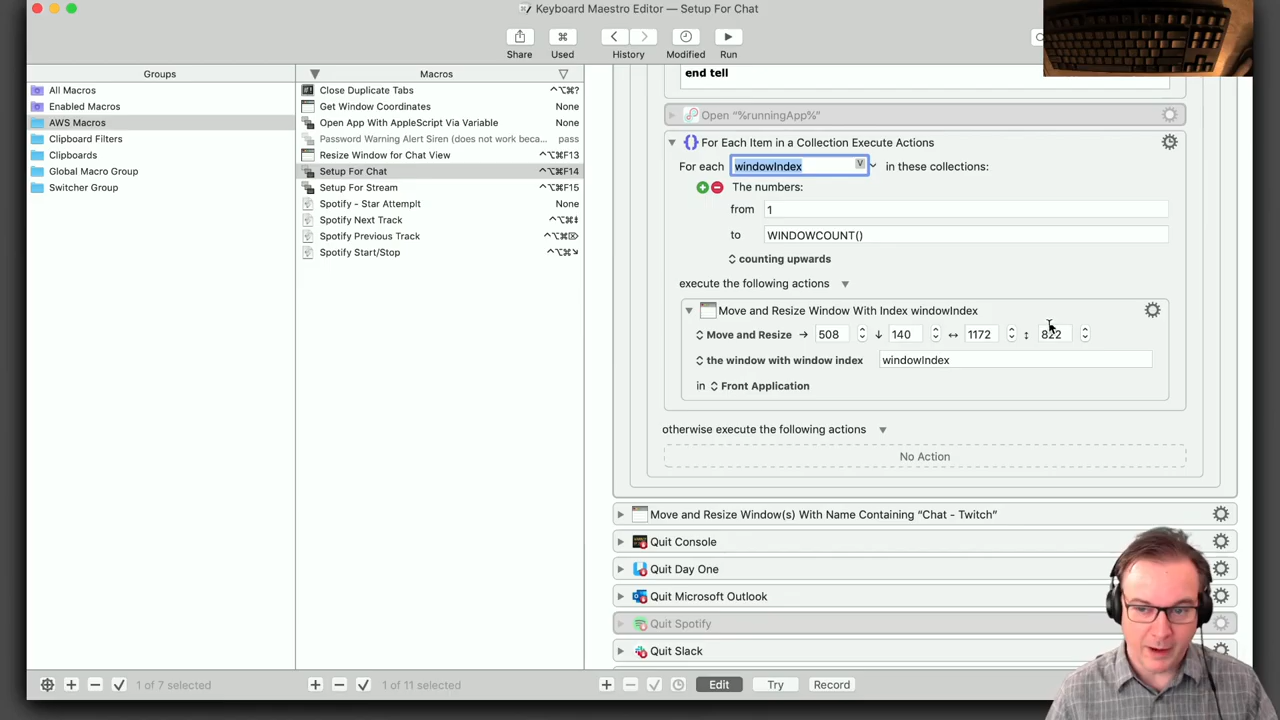 Keyboard Maestro Editor — Setup For Chat
Share
Used
History
Modified
Run
Groups
All Macros
Enabled Macros
AWS Macros
Clipboard Filters
Clipboards
Global Macro Group
Switcher Group
Macros
Close Duplicate Tabs ^⌥⌘?
Get Window Coordinates None
Open App With AppleScript Via Variable None
Password Warning Alert Siren (does not work beca... pass
Resize Window for Chat View ^⌥⌘F13
Setup For Chat ^⌥⌘F14
Setup For Stream ^⌥⌘F15
Spotify - Star Attemplt None
Spotify Next Track ^⌥⌘⇟
Spotify Previous Track ^⌥⌘⌦
Spotify Start/Stop ^⌥⌘↘
end tell
Open "%runningApp%"
For Each Item in a Collection Execute Actions
For each windowIndex V in these collections:
The numbers:
from 1
to WINDOWCOUNT()
counting upwards
execute the following actions
Move and Resize Window With Index windowIndex
Move and Resize → 508 ↓ 140 ↔ 1172 ↕ 822
the window with window index windowIndex
in Front Application
otherwise execute the following actions
No Action
Move and Resize Window(s) With Name Containing “Chat - Twitch”
Quit Console
Quit Day One
Quit Microsoft Outlook
Quit Spotify
Quit Slack
1 of 7 selected
1 of 11 selected
Edit
Try
Record